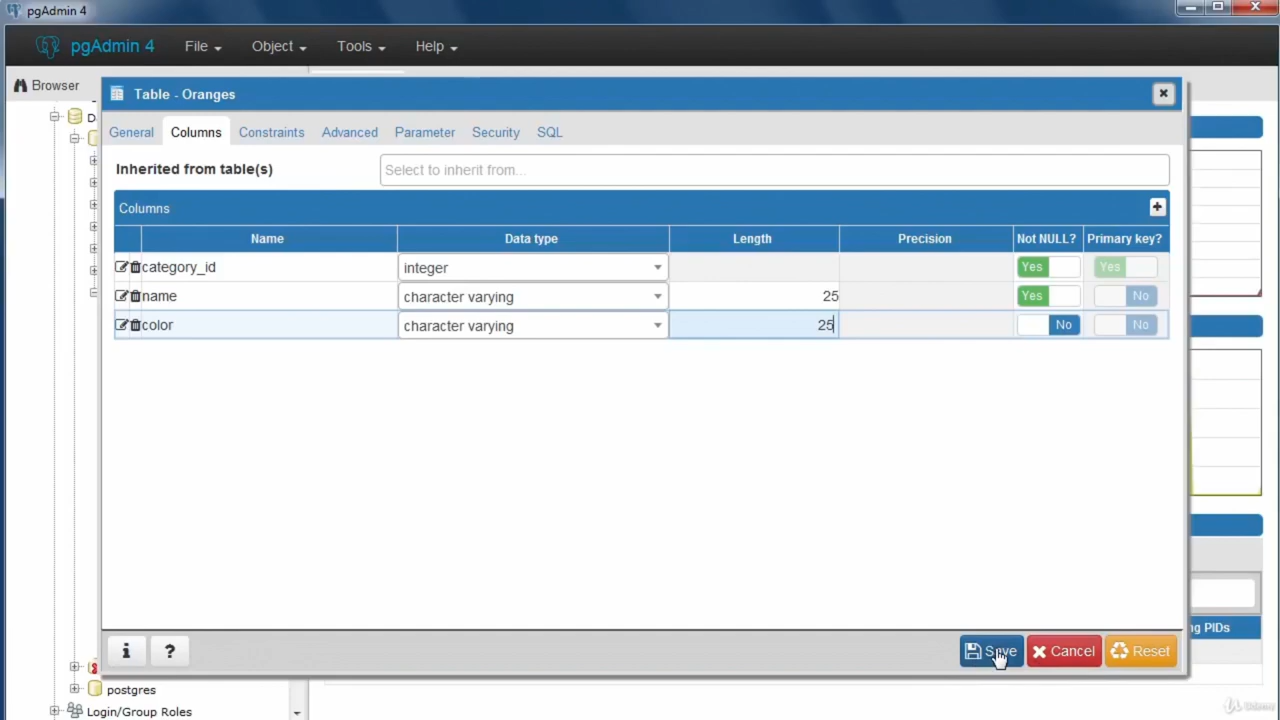 pgAdmin 4
pgAdmin 4 File Object Tools Help
Browser
Table - Oranges
D
General Columns Constraints Advanced Parameter Security SQL
Inherited from table(s) Select to inherit from...
Columns
Name Data type Length Precision Not NULL? Primary key?
category_id integer Yes Yes
name character varying 25 Yes No
color character varying 25 No No
ng PIDs
i ? Save Cancel Reset
postgres
Login/Group Roles
Udemy